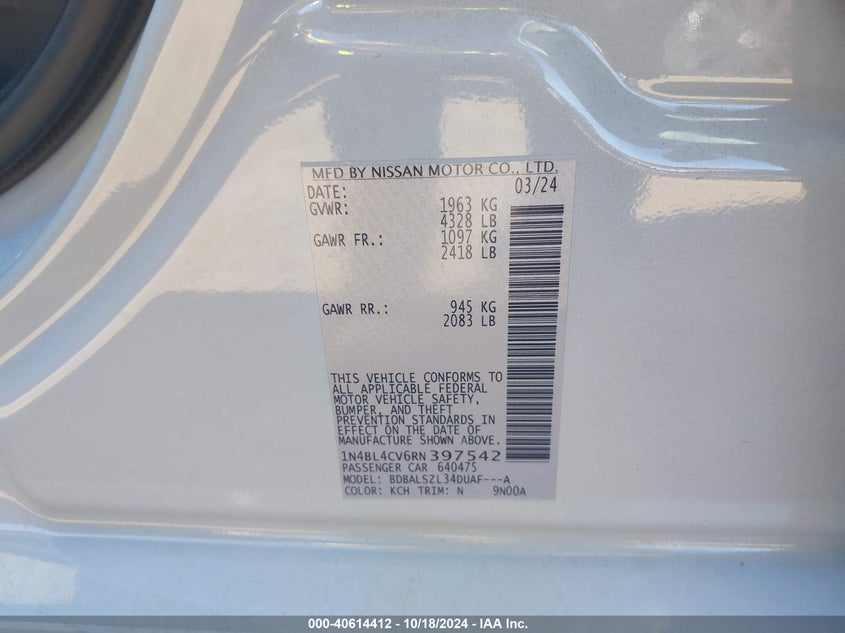 MFD BY NISSAN MOTOR CO., LTD.
DATE: 03/24
GVWR: 1963 KG
4328 LB
GAWR FR.: 1097 KG
2418 LB
GAWR RR.: 945 KG
2083 LB
THIS VEHICLE CONFORMS TO
ALL APPLICABLE FEDERAL
MOTOR VEHICLE SAFETY,
BUMPER, AND THEFT
PREVENTION STANDARDS IN
EFFECT ON THE DATE OF
MANUFACTURE SHOWN ABOVE.
1N4BL4CV6RN397542
PASSENGER CAR 640475
MODEL: BDBALSZL34DUAF---A
COLOR: KCH TRIM: N 9N00A
000-40614412 - 10/18/2024 - IAA Inc.